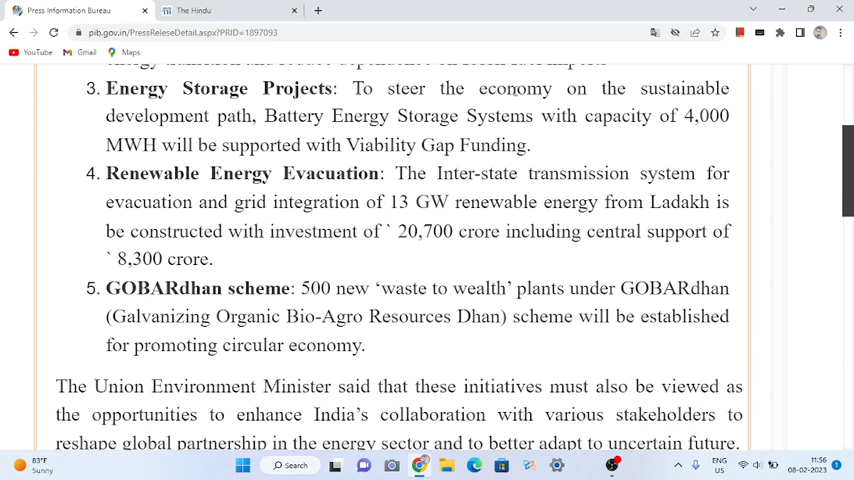 Press Information Bureau
The Hindu
pib.gov.in/PressReleseDetail.aspx?PRID=1897093
YouTube Gmail Maps
3. Energy Storage Projects: To steer the economy on the sustainable
development path, Battery Energy Storage Systems with capacity of 4,000
MWH will be supported with Viability Gap Funding.
4. Renewable Energy Evacuation: The Inter-state transmission system for
evacuation and grid integration of 13 GW renewable energy from Ladakh is
be constructed with investment of ` 20,700 crore including central support of
` 8,300 crore.
5. GOBARdhan scheme: 500 new ‘waste to wealth’ plants under GOBARdhan
(Galvanizing Organic Bio-Agro Resources Dhan) scheme will be established
for promoting circular economy.
The Union Environment Minister said that these initiatives must also be viewed as
the opportunities to enhance India’s collaboration with various stakeholders to
reshape global partnership in the energy sector and to better adapt to uncertain future.
83°F
Sunny
Search
ENG
US
11:56
08-02-2023
1